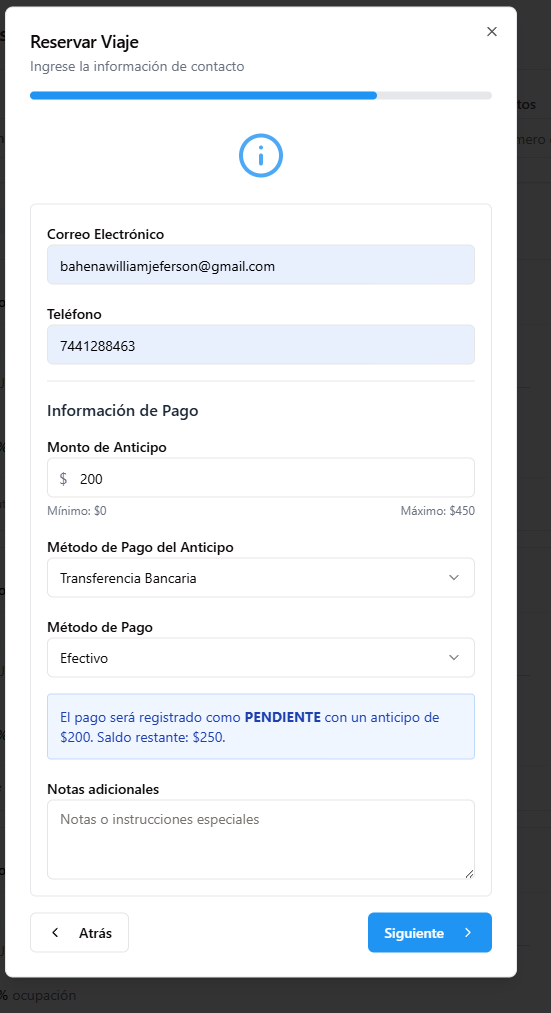 Reservar Viaje
Ingrese la información de contacto
tos
mero
Correo Electrónico
bahenawilliamjeferson@gmail.com
Teléfono
7441288463
Información de Pago
Monto de Anticipo
$ 200
Mínimo: $0 Máximo: $450
Método de Pago del Anticipo
Transferencia Bancaria
Método de Pago
Efectivo
El pago será registrado como PENDIENTE con un anticipo de
$200. Saldo restante: $250.
Notas adicionales
Notas o instrucciones especiales
Atrás Siguiente
% ocupación